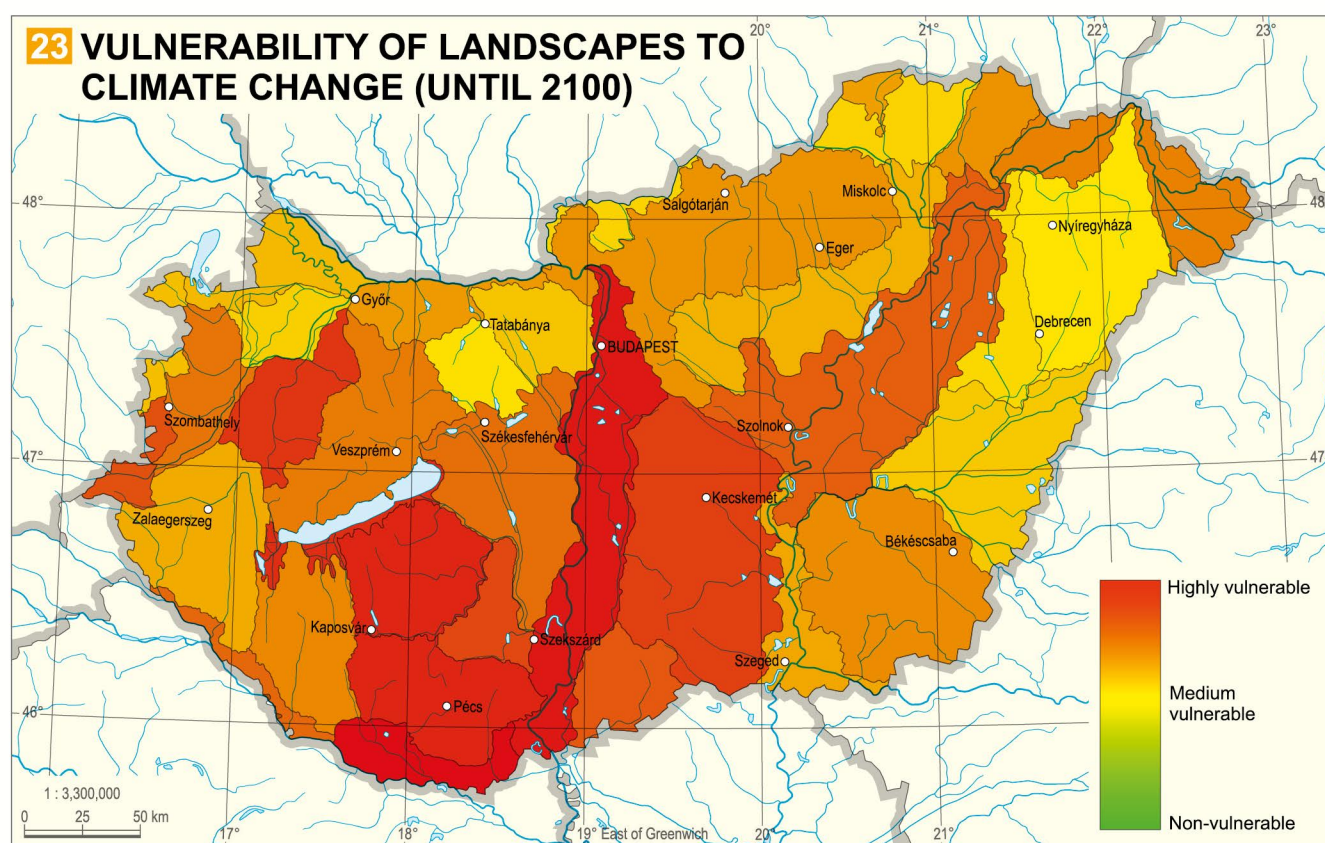 23 VULNERABILITY OF LANDSCAPES TO
CLIMATE CHANGE (UNTIL 2100)
20°
21°
22°
23°
48°
48
Salgótarján
Miskolc
Nyíregyháza
Eger
Győr
Tatabánya
Debrecen
BUDAPEST
Szombathely
Székesfehérvár
Szolnok
Veszprém
47°
47
Kecskemét
Zalaegerszeg
Békéscsaba
Highly vulnerable
Kaposvár
Szekszárd
Szeged
Medium
vulnerable
46°
Pécs
1 : 3,300,000
0 25 50 km
17°
18°
19° East of Greenwich
20°
21°
Non-vulnerable